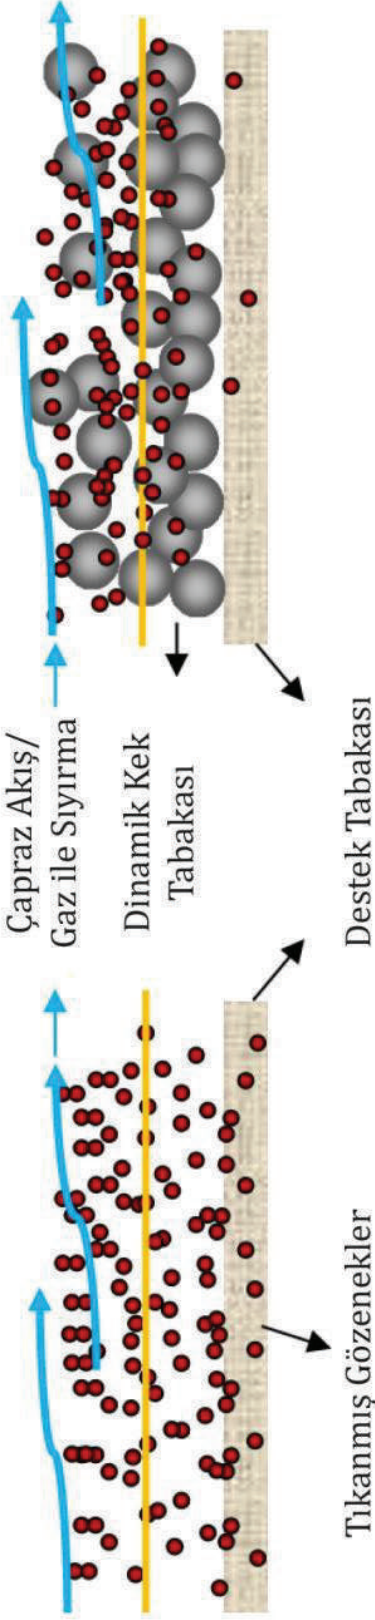 Çapraz Akış/
Gaz ile Sıyırma
Dinamik Kek
Tabakası
Destek Tabakası
Tıkanmış Gözenekler